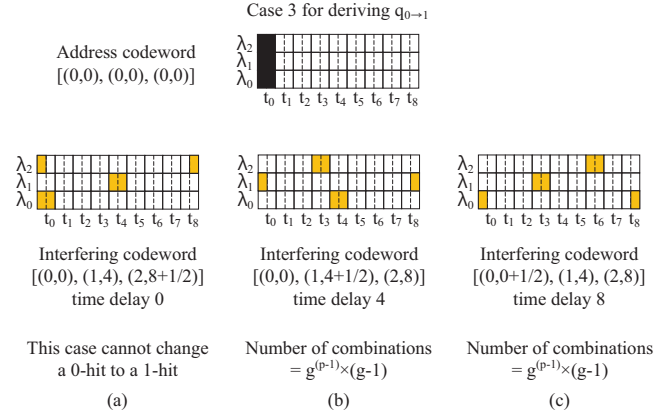 Case 3 for deriving q0→1
Address codeword
[(0,0), (0,0), (0,0)]
λ2
λ1
λ0
t0 t1 t2 t3 t4 t5 t6 t7 t8
λ2
λ1
λ0
t0 t1 t2 t3 t4 t5 t6 t7 t8
Interfering codeword
[(0,0), (1,4), (2,8+1/2)]
time delay 0
This case cannot change
a 0-hit to a 1-hit
(a)
λ2
λ1
λ0
t0 t1 t2 t3 t4 t5 t6 t7 t8
Interfering codeword
[(0,0), (1,4+1/2), (2,8)]
time delay 4
Number of combinations
= g(p-1)×(g-1)
(b)
λ2
λ1
λ0
t0 t1 t2 t3 t4 t5 t6 t7 t8
Interfering codeword
[(0,0+1/2), (1,4), (2,8)]
time delay 8
Number of combinations
= g(p-1)×(g-1)
(c)